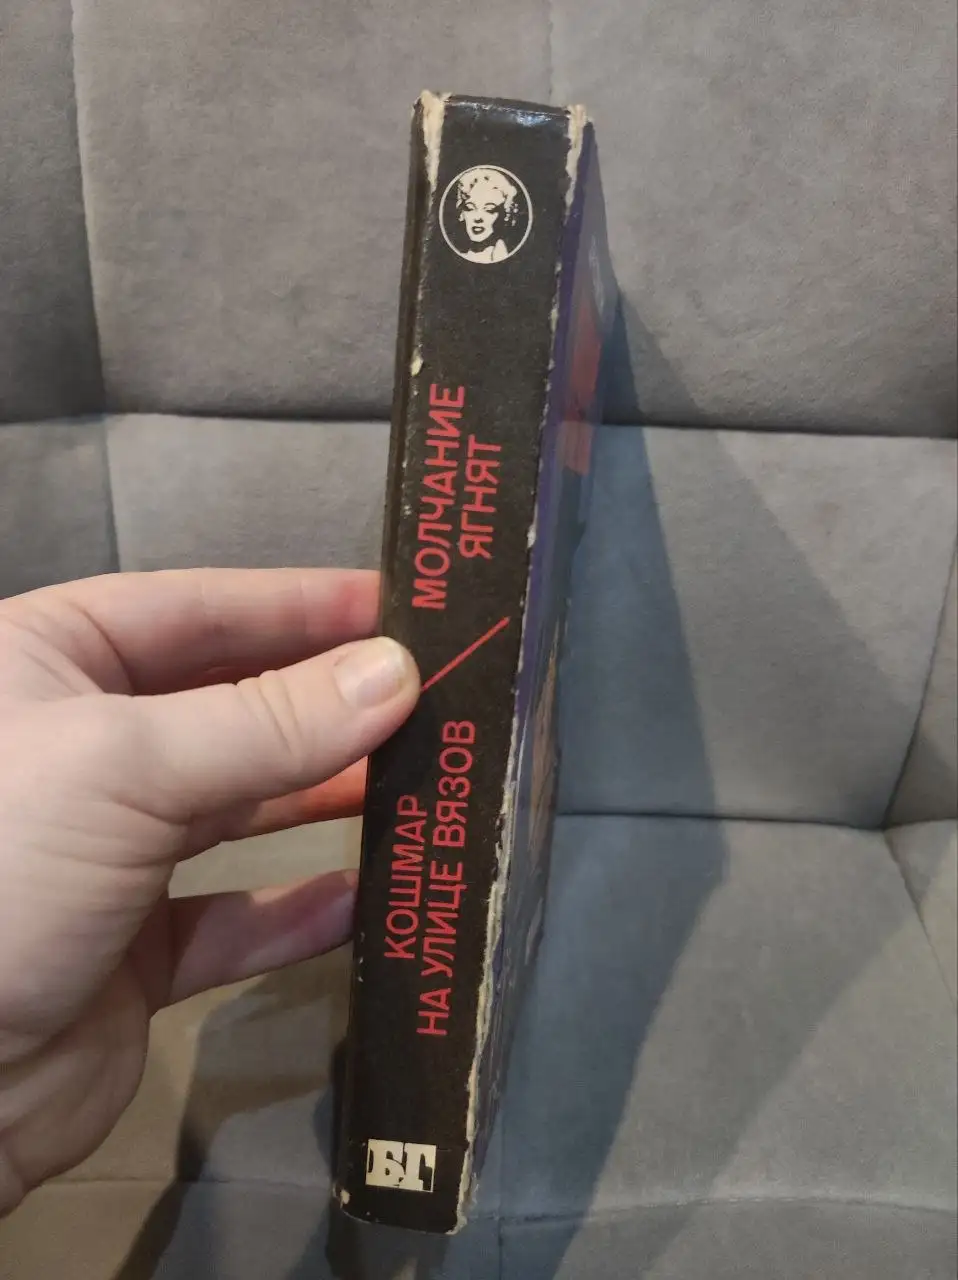 КОШМАР
НА УЛИЦЕ ВЯЗОВ
МОЛЧАНИЕ
ЯГНЯТ
БГ